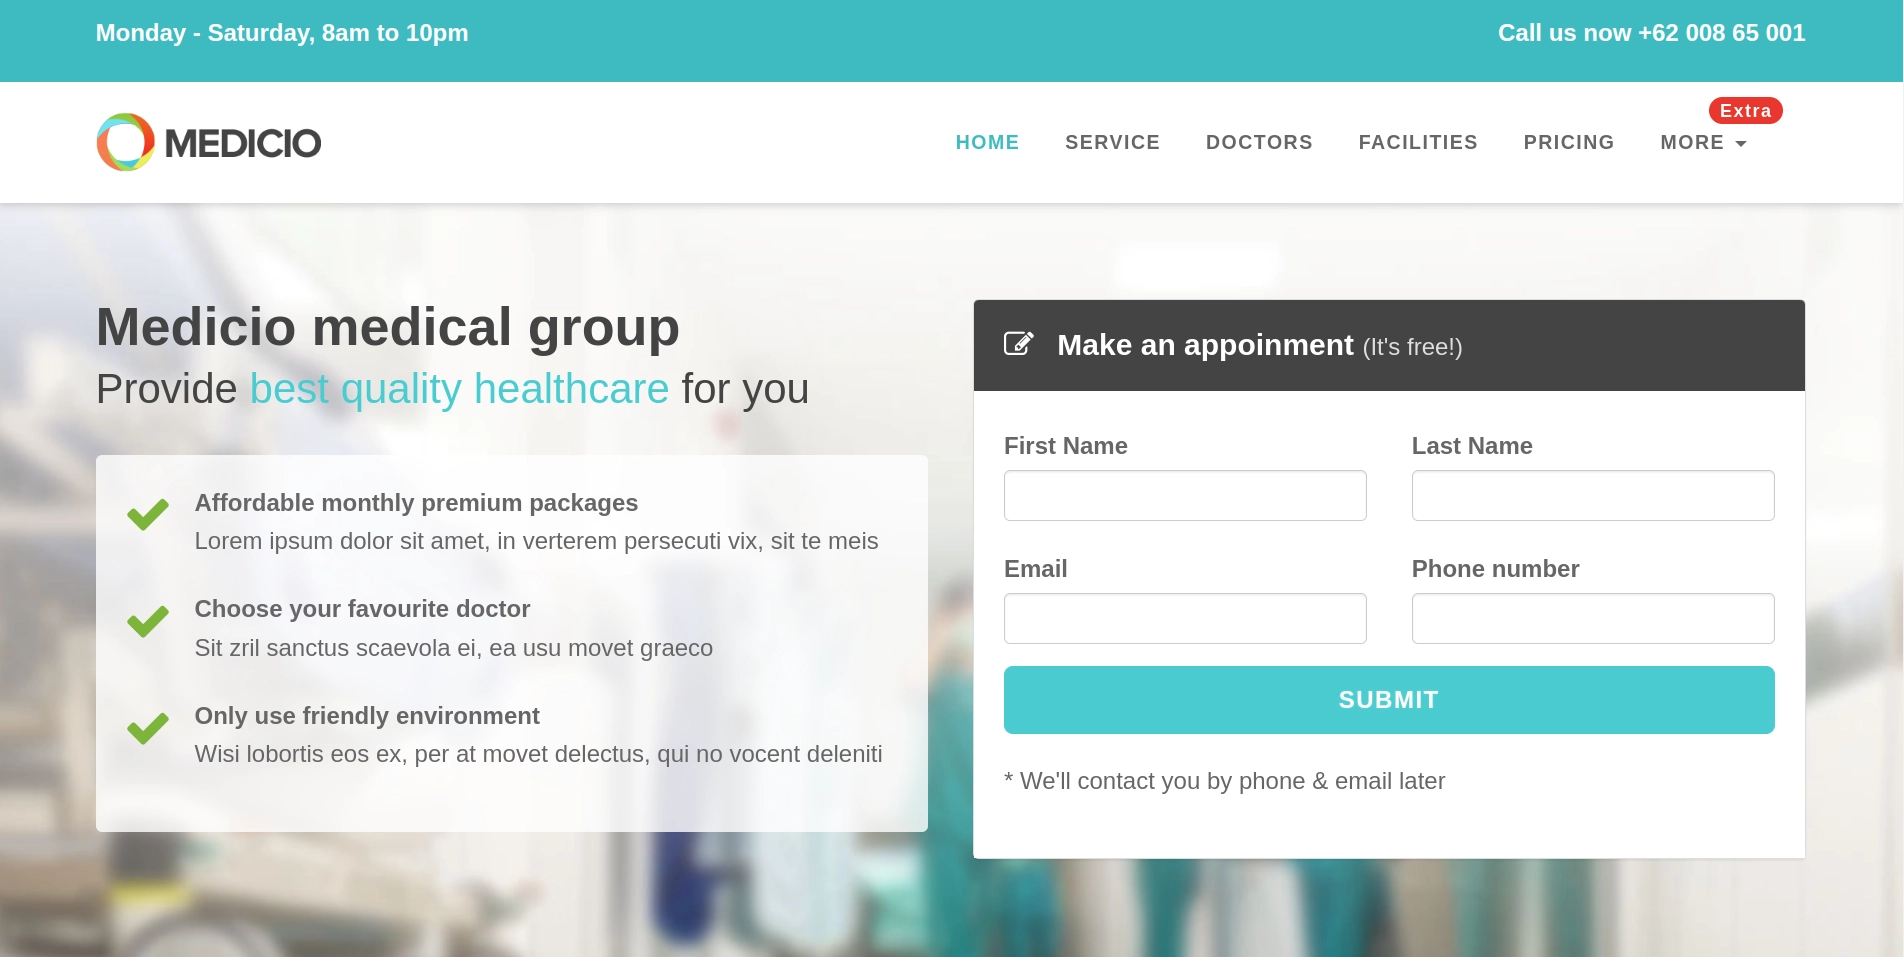 Monday - Saturday, 8am to 10pm
Call us now +62 008 65 001
MEDICIO
Extra
HOME SERVICE DOCTORS FACILITIES PRICING MORE
Medicio medical group
Provide best quality healthcare for you
Affordable monthly premium packages
Lorem ipsum dolor sit amet, in verterem persecuti vix, sit te meis
Choose your favourite doctor
Sit zril sanctus scaevola ei, ea usu movet graeco
Only use friendly environment
Wisi lobortis eos ex, per at movet delectus, qui no vocent deleniti
Make an appoinment (It's free!)
First Name
Last Name
Email
Phone number
SUBMIT
* We'll contact you by phone & email later